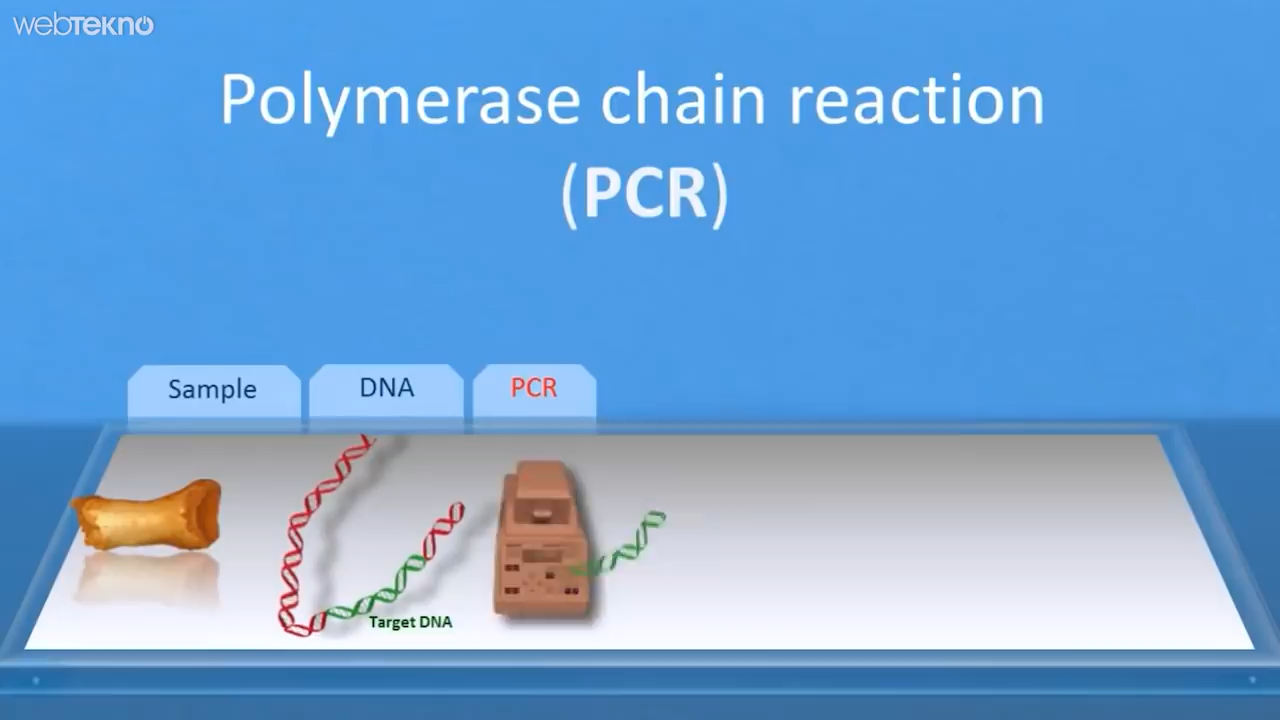 webTEKNO
Polymerase chain reaction
(PCR)
Sample
DNA
PCR
Target DNA